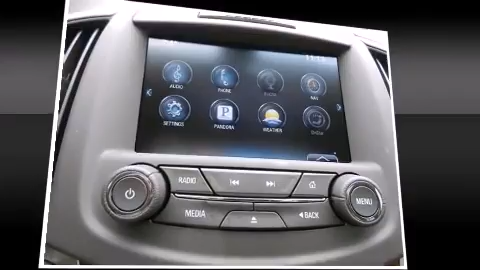 AUDIO PHONE NAV
SETTINGS P PANDORA WEATHER
RADIO
MENU
MEDIA BACK